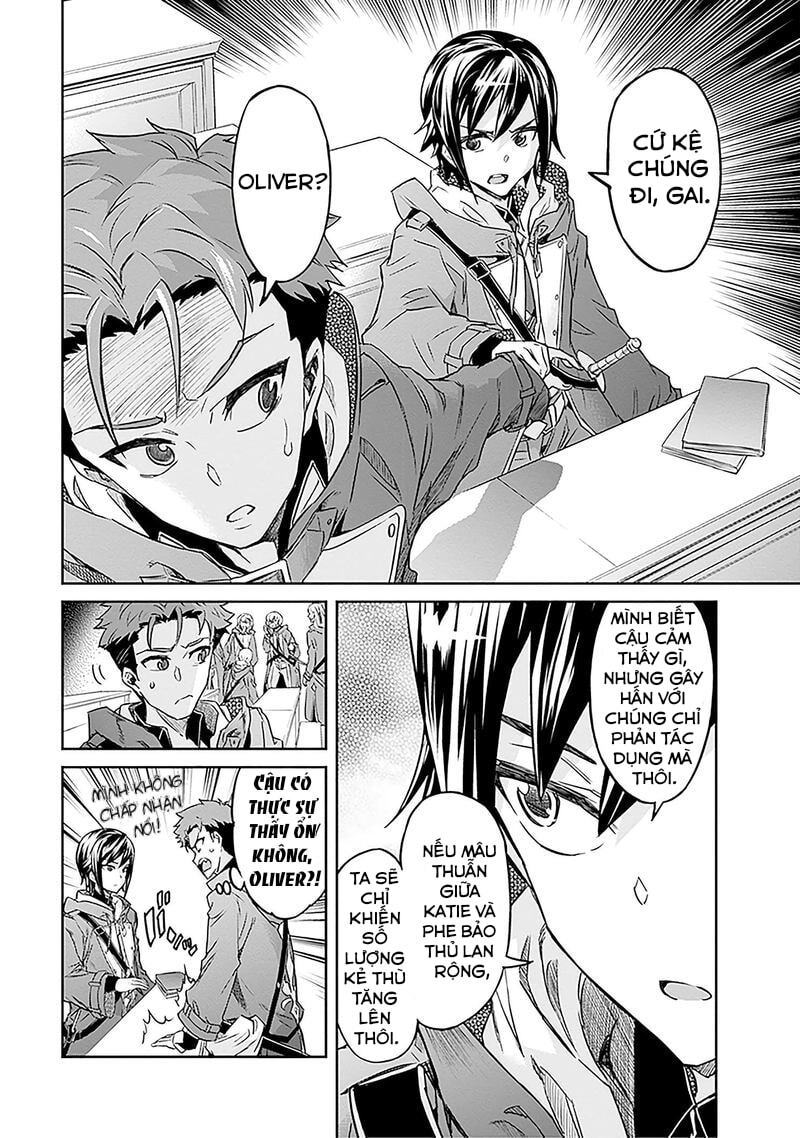 CỨ KỆ
CHÚNG
ĐI, GAI.
OLIVER?
MÌNH BIẾT
CẬU CẢM
THẤY GÌ,
NHƯNG GÂY
HẤN VỚI
CHÚNG CHỈ
PHẢN TÁC
DỤNG MÀ
THÔI.
NẾU MÂU
THUẪN
GIỮA
KATIE VÀ
PHE BẢO
THỦ LAN
RỘNG,
TA SẼ
CHỈ
KHIẾN SỐ
LƯỢNG
KẺ THÙ
TĂNG
LÊN
THÔI.
CẬU CÓ
THỰC SỰ
THẤY ỔN
KHÔNG,
OLIVER?!
MÌNH KHÔNG
CHẤP NHẬN
NỔI!